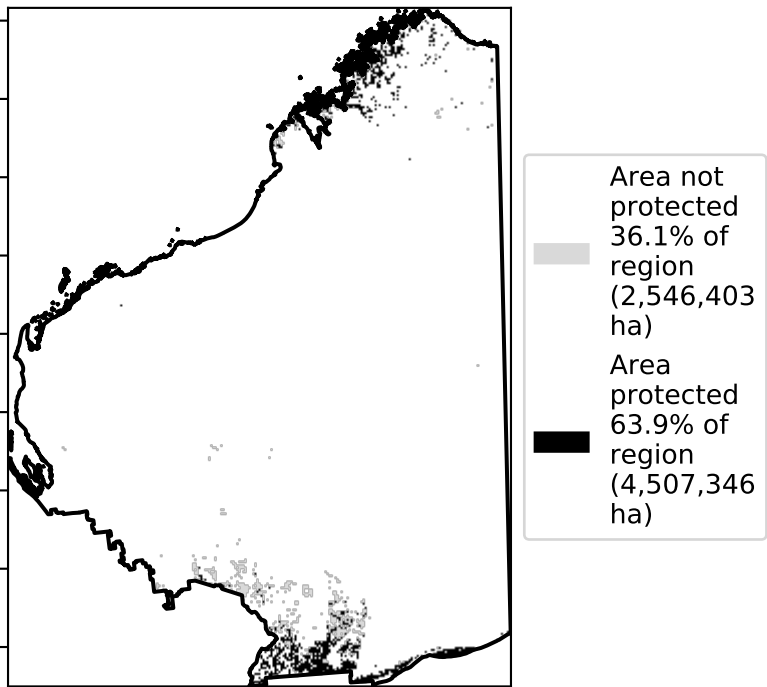 Area not
protected
36.1% of
region
(2,546,403
ha)
Area
protected
63.9% of
region
(4,507,346
ha)